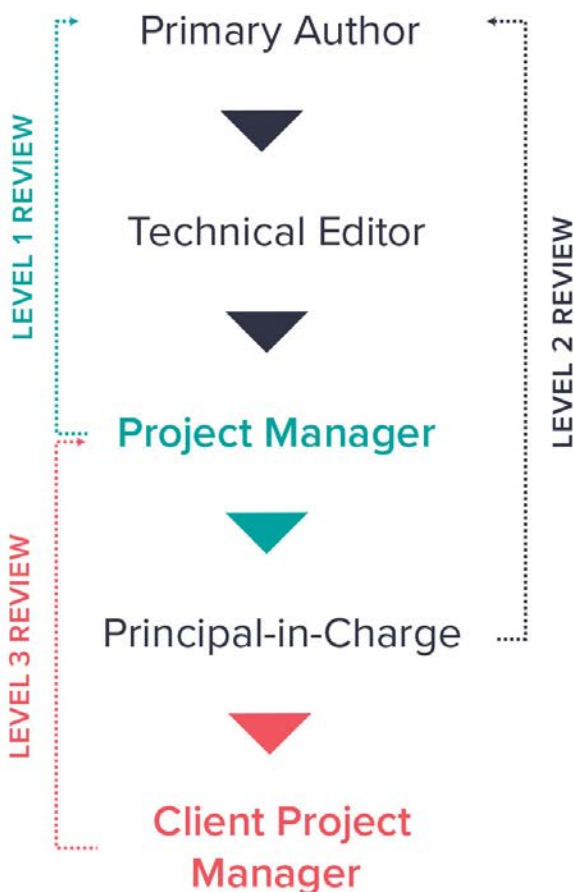 Primary Author
LEVEL 1 REVIEW
Technical Editor
LEVEL 2 REVIEW
Project Manager
LEVEL 3 REVIEW
Principal-in-Charge
Client Project
Manager